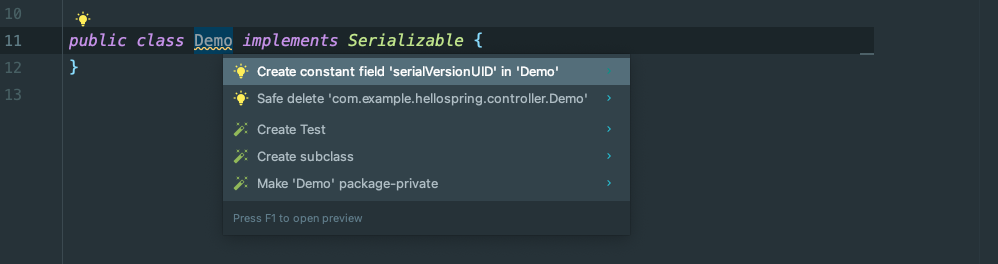 10
11 public class Demo implements Serializable {
12 }
13
Create constant field 'serialVersionUID' in 'Demo'
Safe delete 'com.example.hellospring.controller.Demo'
Create Test
Create subclass
Make 'Demo' package-private
Press F1 to open preview